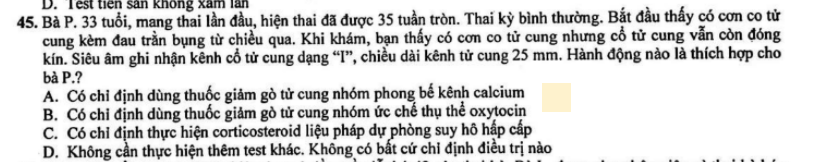 D. Test tiền sản không xâm lấn
45. Bà P. 33 tuổi, mang thai lần đầu, hiện thai đã được 35 tuần tròn. Thai kỳ bình thường. Bắt đầu thấy có cơn co tử
cung kèm đau trằn bụng từ chiều qua. Khi khám, bạn thấy có cơn co tử cung nhưng cổ tử cung vẫn còn đóng
kín. Siêu âm ghi nhận kênh cổ tử cung dạng “I”, chiều dài kênh tử cung 25 mm. Hành động nào là thích hợp cho
bà P.?
A. Có chỉ định dùng thuốc giảm gò tử cung nhóm phong bế kênh calcium
B. Có chỉ định dùng thuốc giảm gò tử cung nhóm ức chế thụ thể oxytocin
C. Có chỉ định thực hiện corticosteroid liệu pháp dự phòng suy hô hấp cấp
D. Không cần thực hiện thêm test khác. Không có bất cứ chỉ định điều trị nào